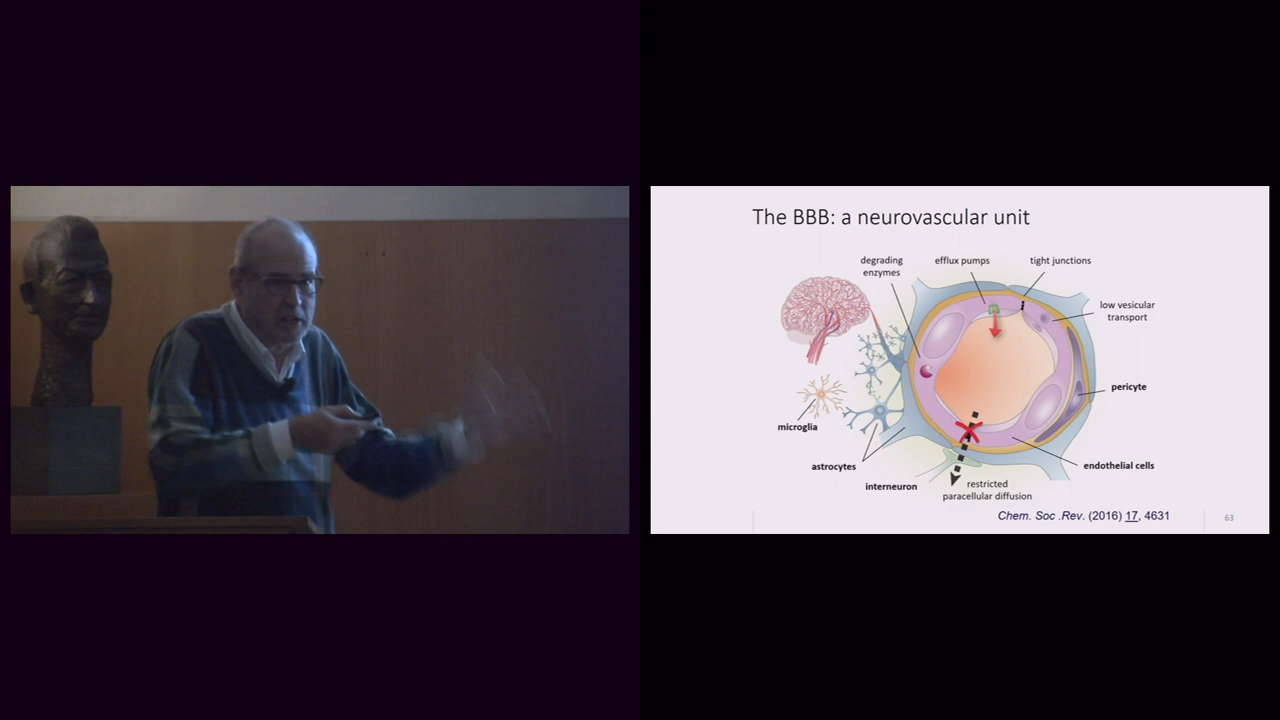 The BBB: a neurovascular unit
degrading
enzymes
efflux pumps
tight junctions
low vesicular
transport
pericyte
microglia
astrocytes
endothelial cells
interneuron
restricted
paracellular diffusion
Chem. Soc .Rev. (2016) 17, 4631
63